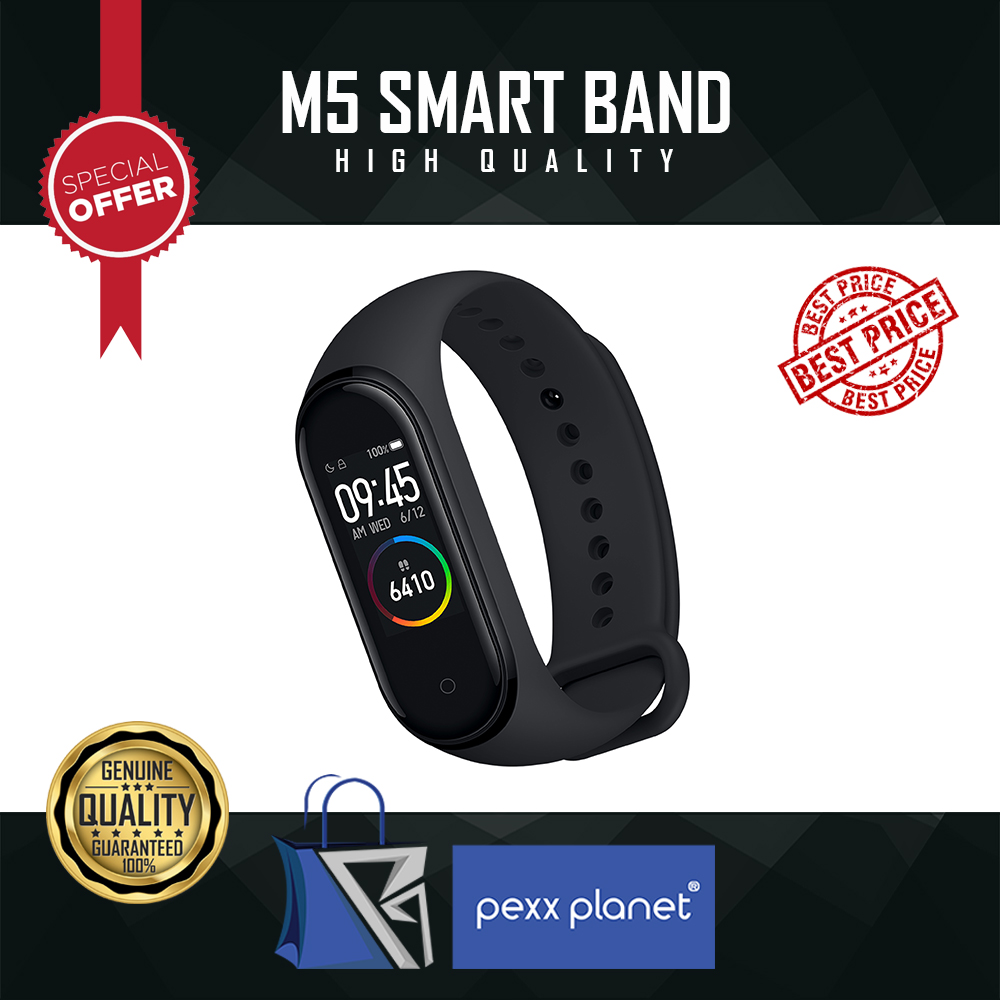 M5 SMART BAND
HIGH QUALITY
SPECIAL
OFFER
BEST PRICE
BEST PRICE
BEST PRICE
100%
09:45
AM WED 6/12
6410
GENUINE
QUALITY
GUARANTEED
100%
pexx planet®